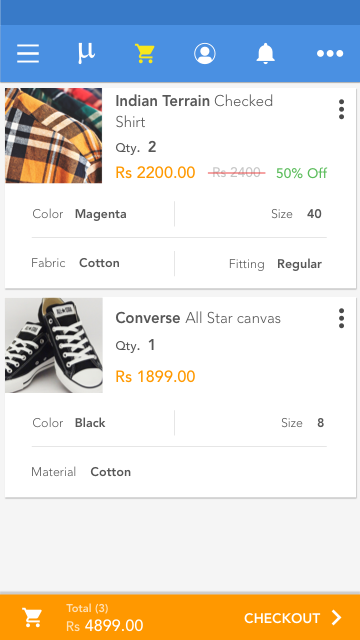 µ
Indian Terrain Checked
Shirt
Qty. 2
Rs 2200.00 Rs 2400 50% Off
Color Magenta Size 40
Fabric Cotton Fitting Regular
Converse All Star canvas
Qty. 1
Rs 1899.00
Color Black Size 8
Material Cotton
Total (3)
Rs 4899.00 CHECKOUT